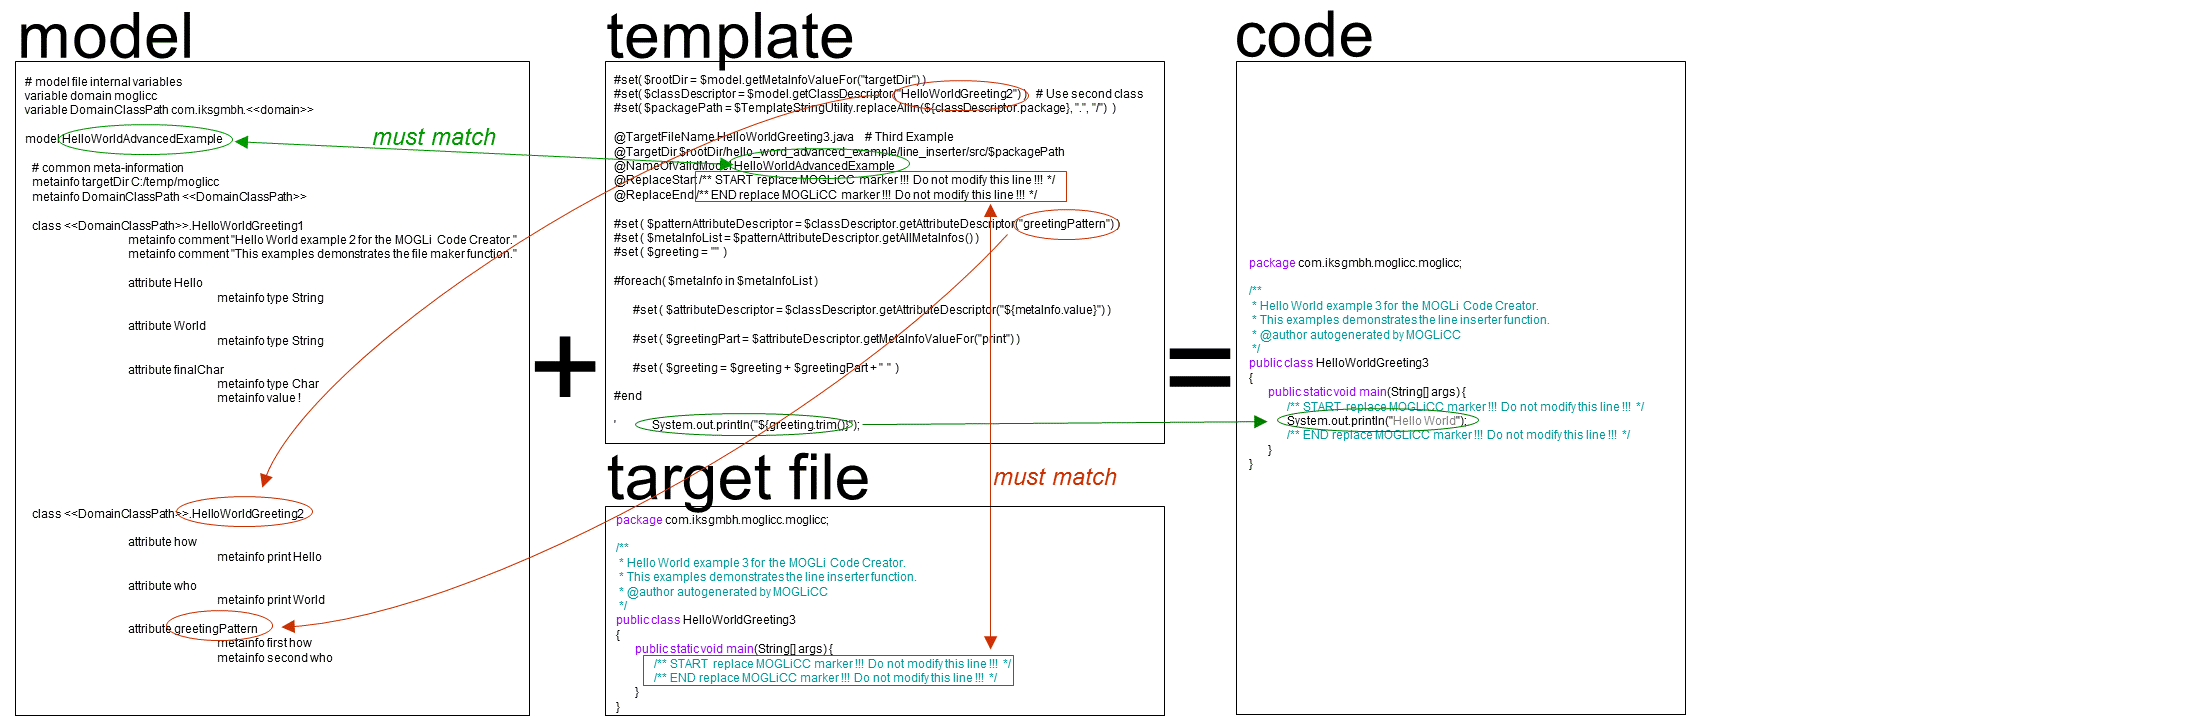 model
# model file internal variables
variable domain moglicc
variable DomainClassPath com.iksgmbh.<<domain>>
model HelloWorldAdvancedExample
# common meta-information
metainfo targetDir C:/temp/moglicc
metainfo DomainClassPath <<DomainClassPath>>
class <<DomainClassPath>>.HelloWorldGreeting1
metainfo comment "Hello World example 2 for the MOGLi Code Creator."
metainfo comment "This examples demonstrates the file maker function."
attribute Hello
metainfo type String
attribute World
metainfo type String
attribute finalChar
metainfo type Char
metainfo value !
class <<DomainClassPath>>.HelloWorldGreeting2
attribute how
metainfo print Hello
attribute who
metainfo print World
attribute greetingPattern
metainfo first how
metainfo second who
must match
+
template
#set( $rootDir = $model.getMetaInfoValueFor("targetDir") )
#set( $classDescriptor = $model.getClassDescriptor("HelloWorldGreeting2") ) # Use second class
#set( $packagePath = $TemplateStringUtility.replaceAllIn(${classDescriptor.package}, ".", "/") )
@TargetFileName HelloWorldGreeting3.java # Third Example
@TargetDir $rootDir/hello_word_advanced_example/line_inserter/src/$packagePath
@NameOfValidModel HelloWorldAdvancedExample
@ReplaceStart /** START replace MOGLiCC marker !!! Do not modify this line !!! */
@ReplaceEnd /** END replace MOGLiCC marker !!! Do not modify this line !!! */
#set( $patternAttributeDescriptor = $classDescriptor.getAttributeDescriptor("greetingPattern") )
#set( $metaInfoList = $patternAttributeDescriptor.getAllMetaInfos() )
#set( $greeting = "" )
#foreach( $metaInfo in $metaInfoList )
#set( $attributeDescriptor = $classDescriptor.getAttributeDescriptor("${metaInfo.value}") )
#set( $greetingPart = $attributeDescriptor.getMetaInfoValueFor("print") )
#set( $greeting = $greeting + $greetingPart + " " )
#end
' System.out.println("${greeting.trim()}");
target file
must match
package com.iksgmbh.moglicc.moglicc;
/**
* Hello World example 3 for the MOGLi Code Creator.
* This examples demonstrates the line inserter function.
* @author autogenerated by MOGLiCC
*/
public class HelloWorldGreeting3
{
public static void main(String[] args) {
/** START replace MOGLiCC marker !!! Do not modify this line !!! */
/** END replace MOGLiCC marker !!! Do not modify this line !!! */
}
}
=
code
package com.iksgmbh.moglicc.moglicc;
/**
* Hello World example 3 for the MOGLi Code Creator.
* This examples demonstrates the line inserter function.
* @author autogenerated by MOGLiCC
*/
public class HelloWorldGreeting3
{
public static void main(String[] args) {
/** START replace MOGLiCC marker !!! Do not modify this line !!! */
System.out.println("Hello World");
/** END replace MOGLiCC marker !!! Do not modify this line !!! */
}
}